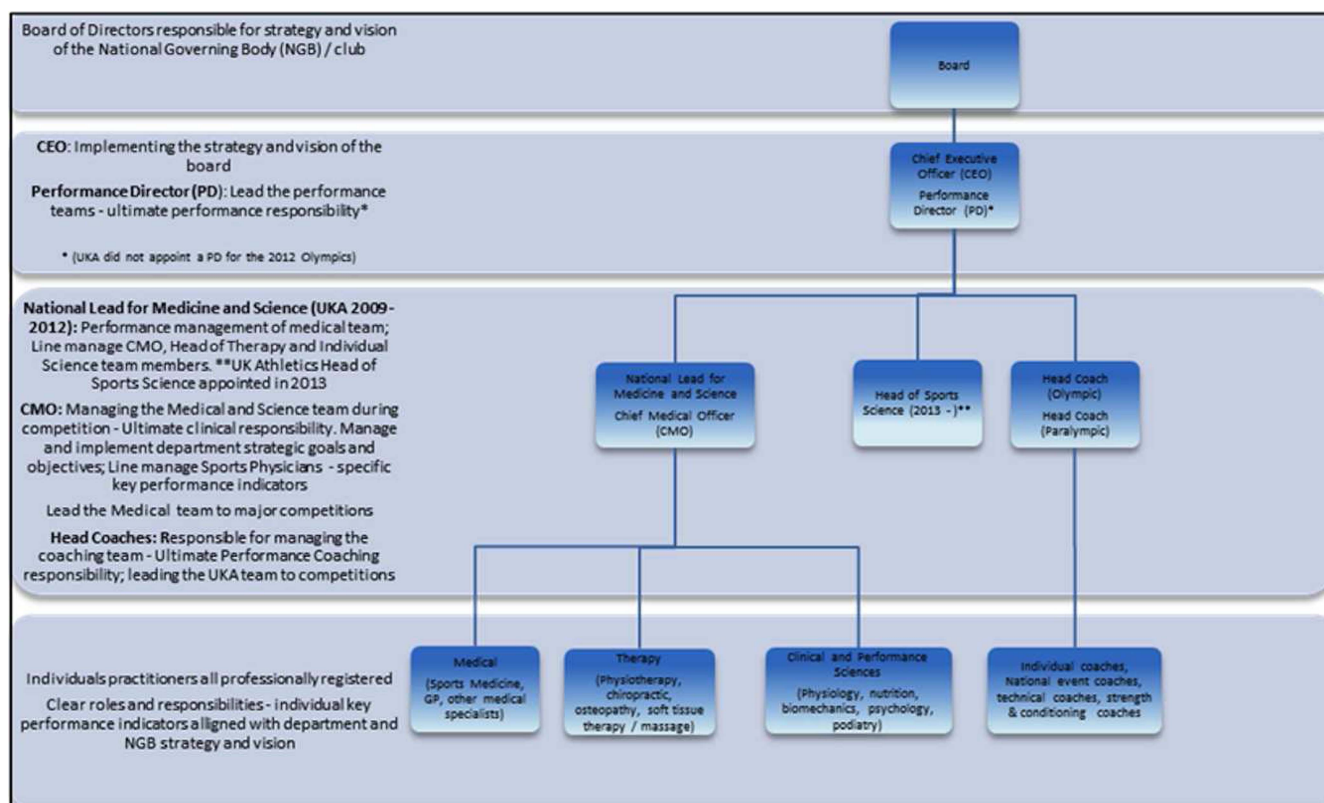 Board of Directors responsible for strategy and vision
of the National Governing Body (NGB) / club
Board
CEO: Implementing the strategy and vision of the
board
Performance Director (PD): Lead the performance
teams - ultimate performance responsibility*
* (UKA did not appoint a PD for the 2012 Olympics)
Chief Executive
Officer (CEO)
Performance
Director (PD)*
National Lead for Medicine and Science (UKA 2009-
2012): Performance management of medical team;
Line manage CMO, Head of Therapy and Individual
Science team members. **UK Athletics Head of
Sports Science appointed in 2013
CMO: Managing the Medical and Science team during
competition - Ultimate clinical responsibility. Manage
and implement department strategic goals and
objectives; Line manage Sports Physicians - specific
key performance indicators
Lead the Medical team to major competitions
Head Coaches: Responsible for managing the
coaching team - Ultimate Performance Coaching
responsibility; leading the UKA team to competitions
National Lead for
Medicine and Science
Chief Medical Officer
(CMO)
Head of Sports
Science (2013 -)**
Head Coach
(Olympic)
Head Coach
(Paralympic)
Individuals practitioners all professionally registered
Clear roles and responsibilities - individual key
performance indicators alligned with department and
NGB strategy and vision
Medical
(Sports Medicine,
GP, other medical
specialists)
Therapy
(Physiotherapy,
chiropractic,
osteopathy, soft tissue
therapy / massage)
Clinical and Performance
Sciences
(Physiology, nutrition,
biomechanics, psychology,
podiatry)
Individual coaches,
National event coaches,
technical coaches, strength
& conditioning coaches